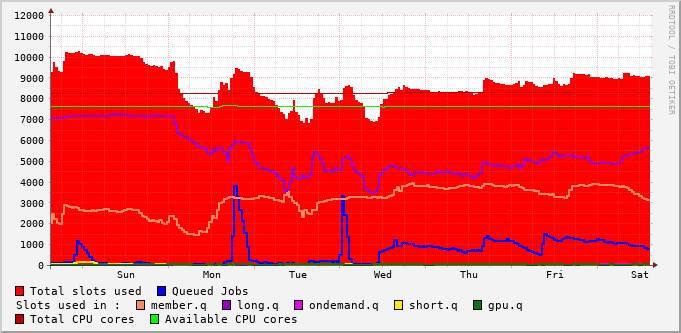 RRDTOOL / TOBI OETIKER
12000
11000
10000
9000
8000
7000
6000
5000
4000
3000
2000
1000
0
Sun Mon Tue Wed Thu Fri Sat
Total slots used Queued Jobs
Slots used in : member.q long.q ondemand.q short.q gpu.q
Total CPU cores Available CPU cores